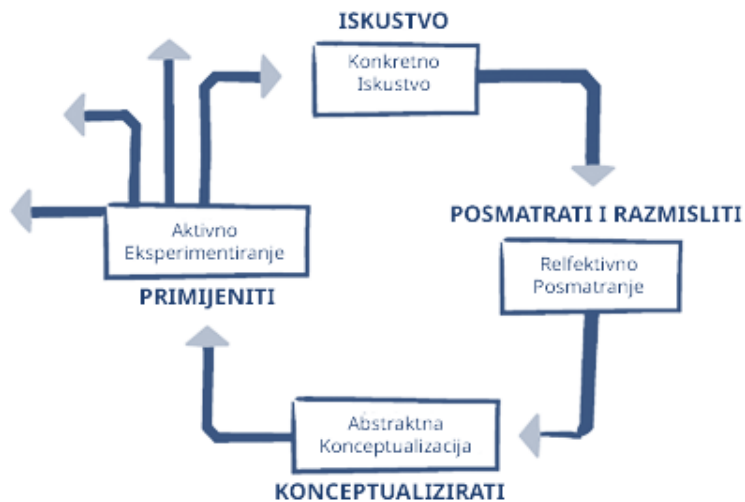 ISKUSTVO
Konkretno
Iskustvo
POSMATRATI I RAZMISLITI
Relfektivno
Posmatranje
Abstraktna
Konceptualizacija
KONCEPTUALIZIRATI
Aktivno
Eksperimentiranje
PRIMIJENITI